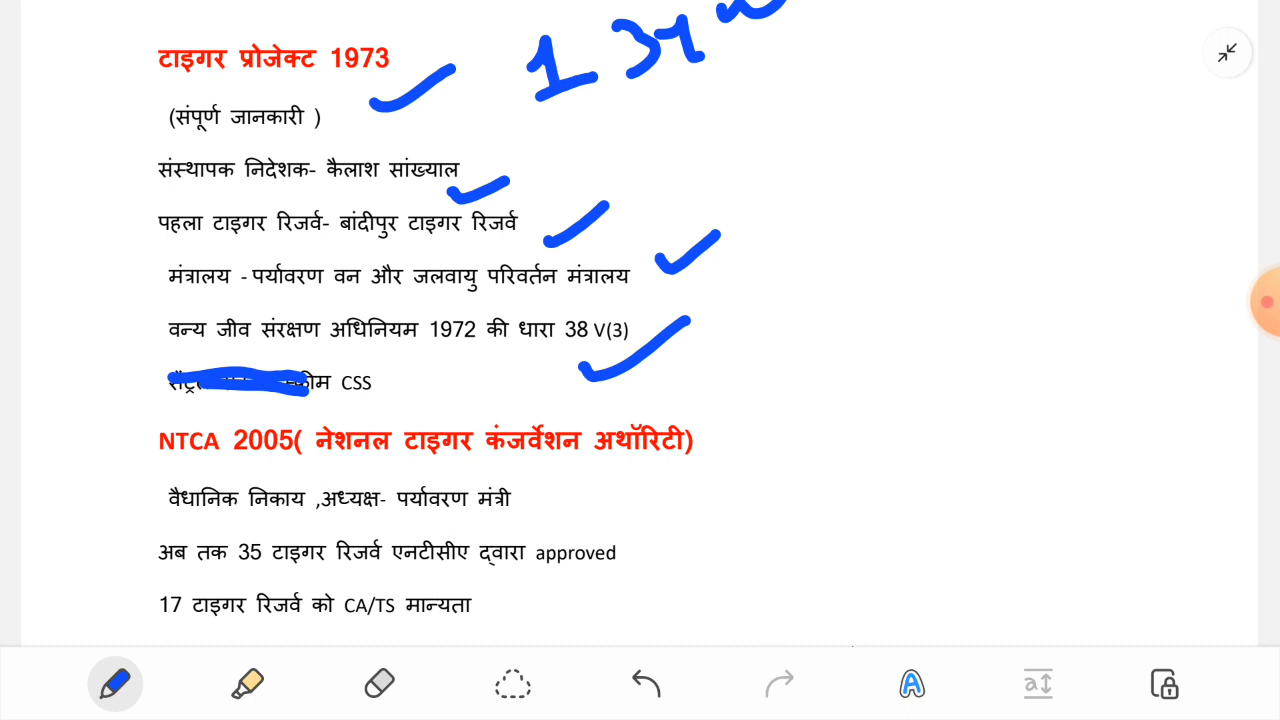 1 अप्रै
टाइगर प्रोजेक्ट 1973
(संपूर्ण जानकारी )
संस्थापक निदेशक- कैलाश सांख्याल
पहला टाइगर रिजर्व- बांदीपुर टाइगर रिजर्व
मंत्रालय - पर्यावरण वन और जलवायु परिवर्तन मंत्रालय
वन्य जीव संरक्षण अधिनियम 1972 की धारा 38 V(3)
CSS
NTCA 2005( नेशनल टाइगर कंजर्वेशन अथॉरिटी)
वैधानिक निकाय ,अध्यक्ष- पर्यावरण मंत्री
अब तक 35 टाइगर रिजर्व एनटीसीए द्वारा approved
17 टाइगर रिजर्व को CA/TS मान्यता